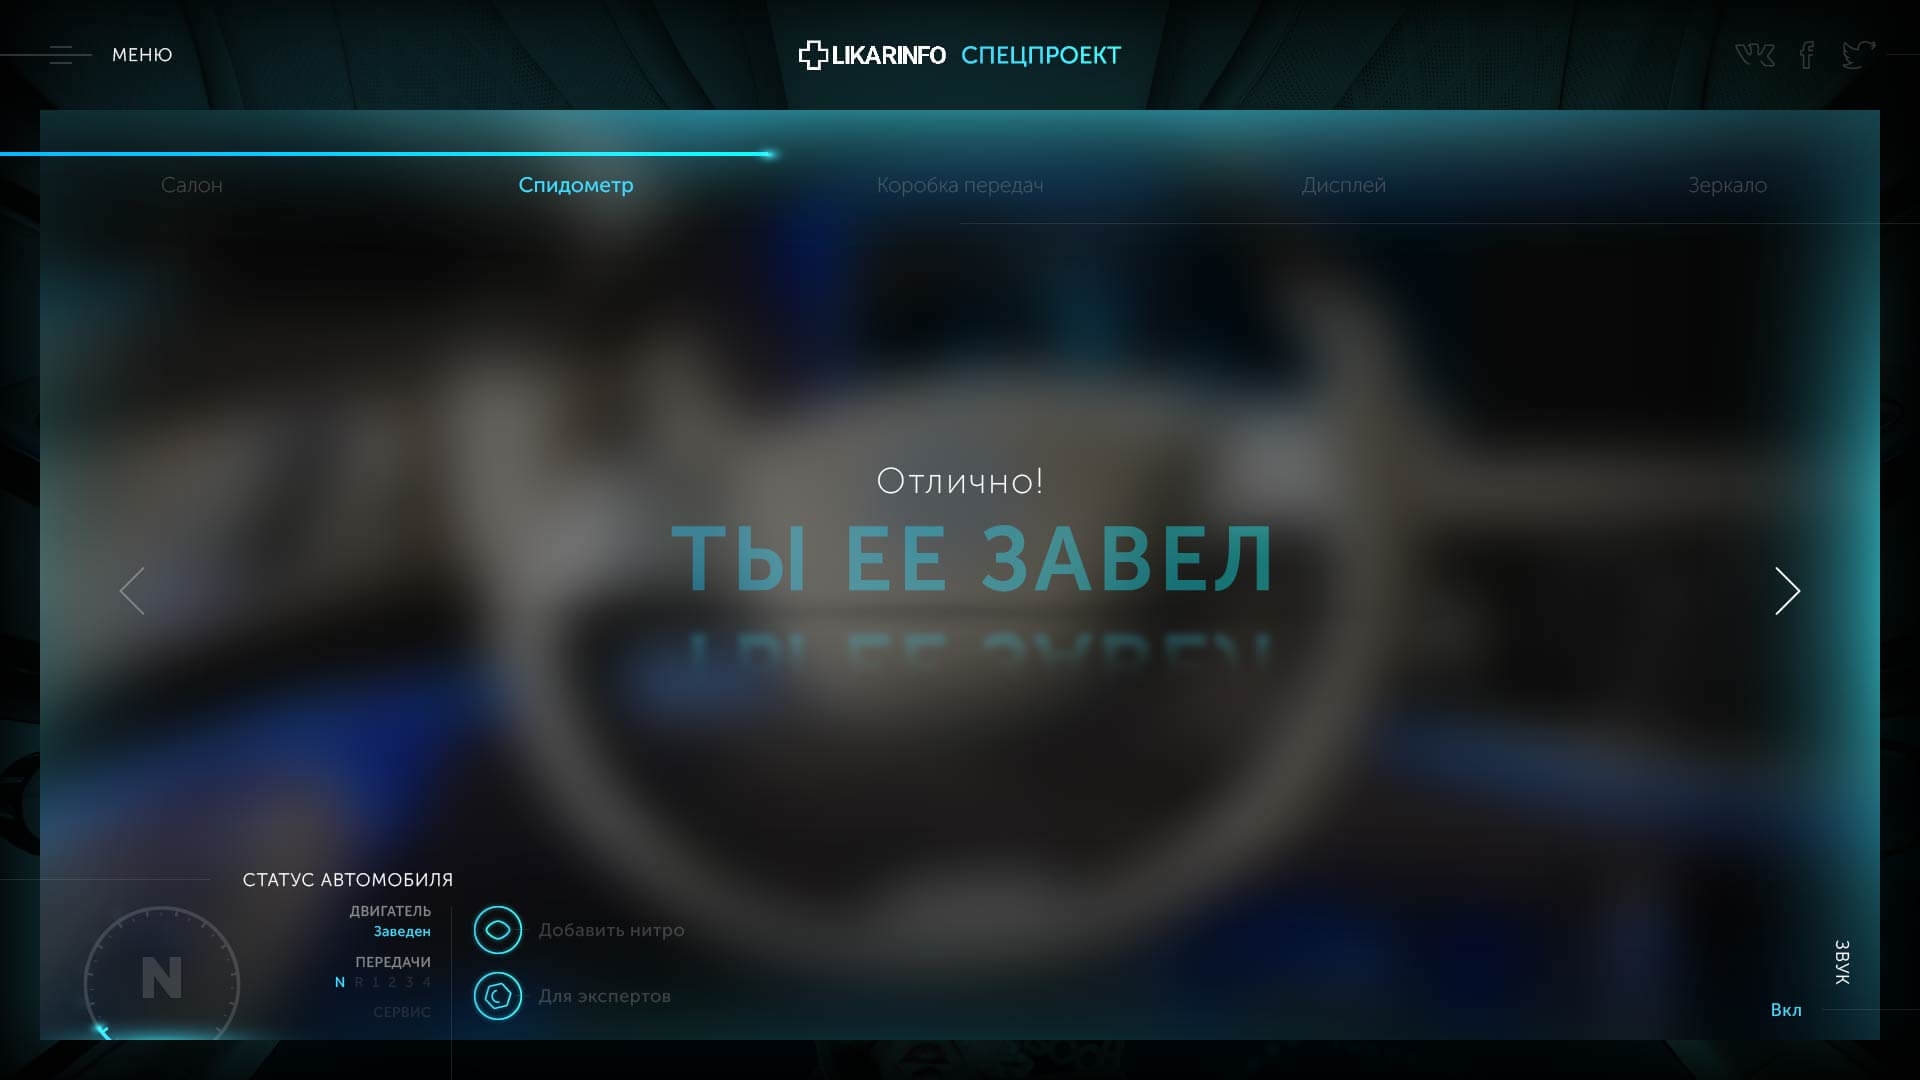 МЕНЮ
LIKARINFO СПЕЦПРОЕКТ
Салон
Спидометр
Коробка передач
Дисплей
Зеркало
Отлично!
ТЫ ЕЕ ЗАВЕЛ
СТАТУС АВТОМОБИЛЯ
ДВИГАТЕЛЬ
Заведен
ПЕРЕДАЧИ
N R 1 2 3 4
СЕРВИС
N
Добавить нитро
Для экспертов
ЗВУК
Вкл